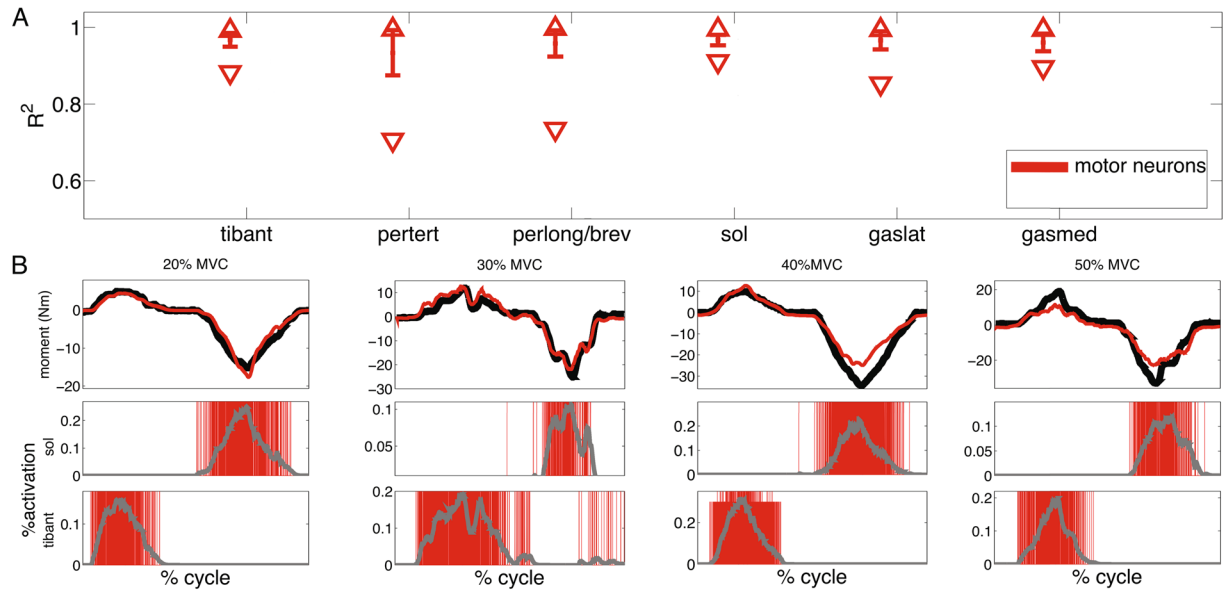 A
R2
1
0.8
0.6
motor neurons
tibant
pertert
perlong/brev
sol
gaslat
gasmed
B
20% MVC
30% MVC
40%MVC
50% MVC
moment (Nm)
0
−10
−20
10
0
−10
−20
−30
10
0
−10
−20
−30
20
0
−20
%activation
sol
0.2
0.1
0
0.1
0.05
0.2
0.1
0
0.1
0.05
0
tibant
0.1
0
0.2
0.1
0
0.2
0
0.2
0.1
0
% cycle
% cycle
% cycle
% cycle